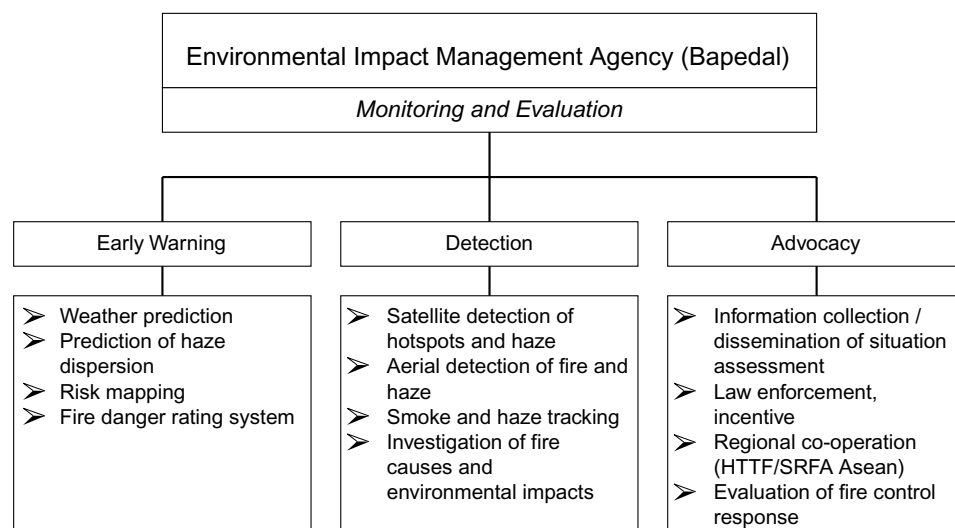 Environmental Impact Management Agency (Bapedal)
Monitoring and Evaluation
Early Warning
➢ Weather prediction
➢ Prediction of haze
dispersion
➢ Risk mapping
➢ Fire danger rating system
Detection
➢ Satellite detection of
hotspots and haze
➢ Aerial detection of fire and
haze
➢ Smoke and haze tracking
➢ Investigation of fire
causes and
environmental impacts
Advocacy
➢ Information collection /
dissemination of situation
assessment
➢ Law enforcement,
incentive
➢ Regional co-operation
(HTTF/SRFA Asean)
➢ Evaluation of fire control
response